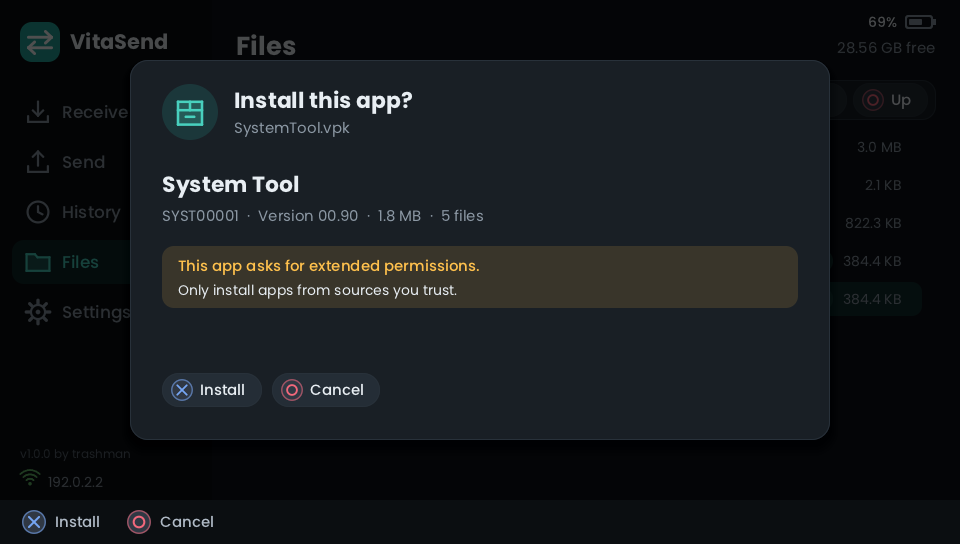 VitaSend
Files
69%
28.56 GB free
Receive
Send
History
Files
Settings
Up
3.0 MB
2.1 KB
822.3 KB
384.4 KB
384.4 KB
Install this app?
SystemTool.vpk
System Tool
SYST00001 · Version 00.90 · 1.8 MB · 5 files
This app asks for extended permissions.
Only install apps from sources you trust.
Install
Cancel
v1.0.0 by trashman
192.0.2.2
Install
Cancel